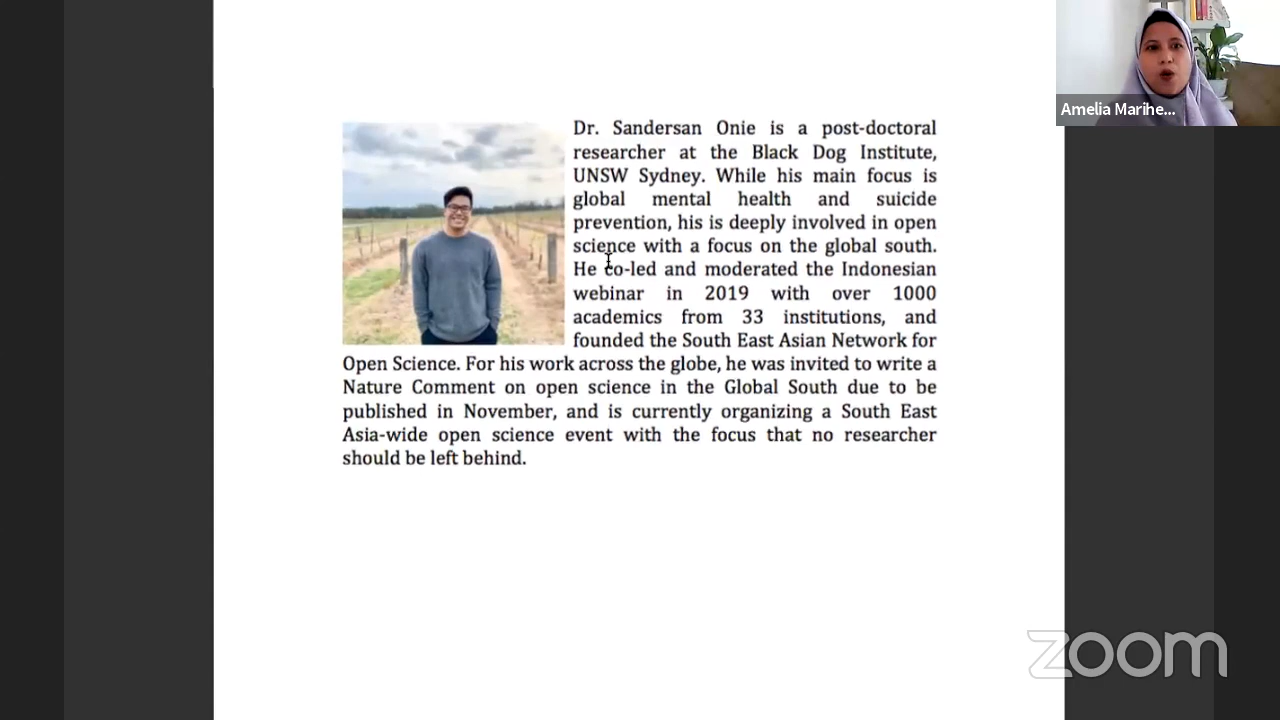 Amelia Marihe...
Dr. Sandersan Onie is a post-doctoral
researcher at the Black Dog Institute,
UNSW Sydney. While his main focus is
global mental health and suicide
prevention, his is deeply involved in open
science with a focus on the global south.
He co-led and moderated the Indonesian
webinar in 2019 with over 1000
academics from 33 institutions, and
founded the South East Asian Network for
Open Science. For his work across the globe, he was invited to write a
Nature Comment on open science in the Global South due to be
published in November, and is currently organizing a South East
Asia-wide open science event with the focus that no researcher
should be left behind.
zoom